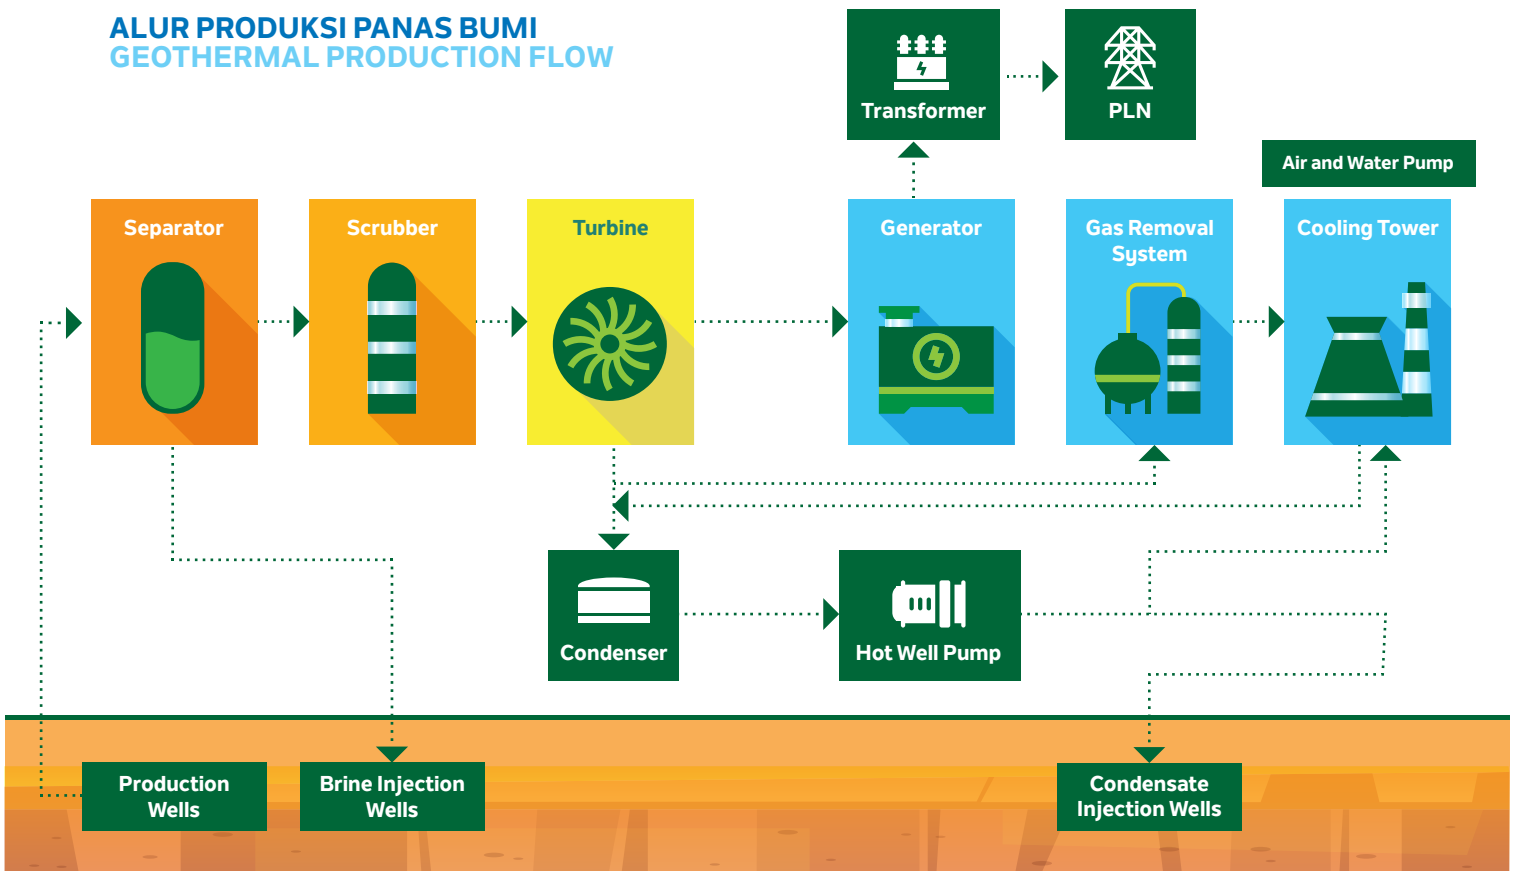 ALUR PRODUKSI PANAS BUMI
GEOTHERMAL PRODUCTION FLOW
Transformer
PLN
Air and Water Pump
Separator
Scrubber
Turbine
Generator
Gas Removal
System
Cooling Tower
Condenser
Hot Well Pump
Production
Wells
Brine Injection
Wells
Condensate
Injection Wells